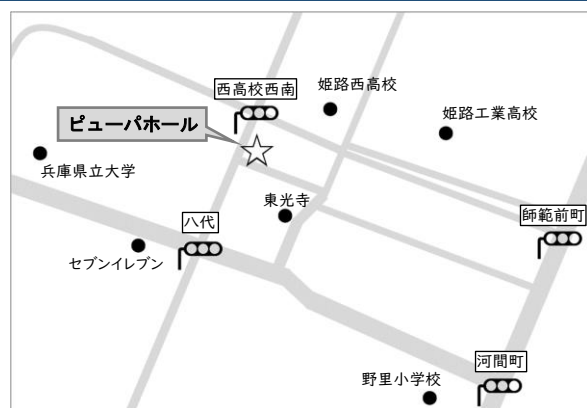 西高校西南
姫路西高校
ピューパホール
姫路工業高校
兵庫県立大学
東光寺
八代
師範前町
セブンイレブン
河間町
野里小学校